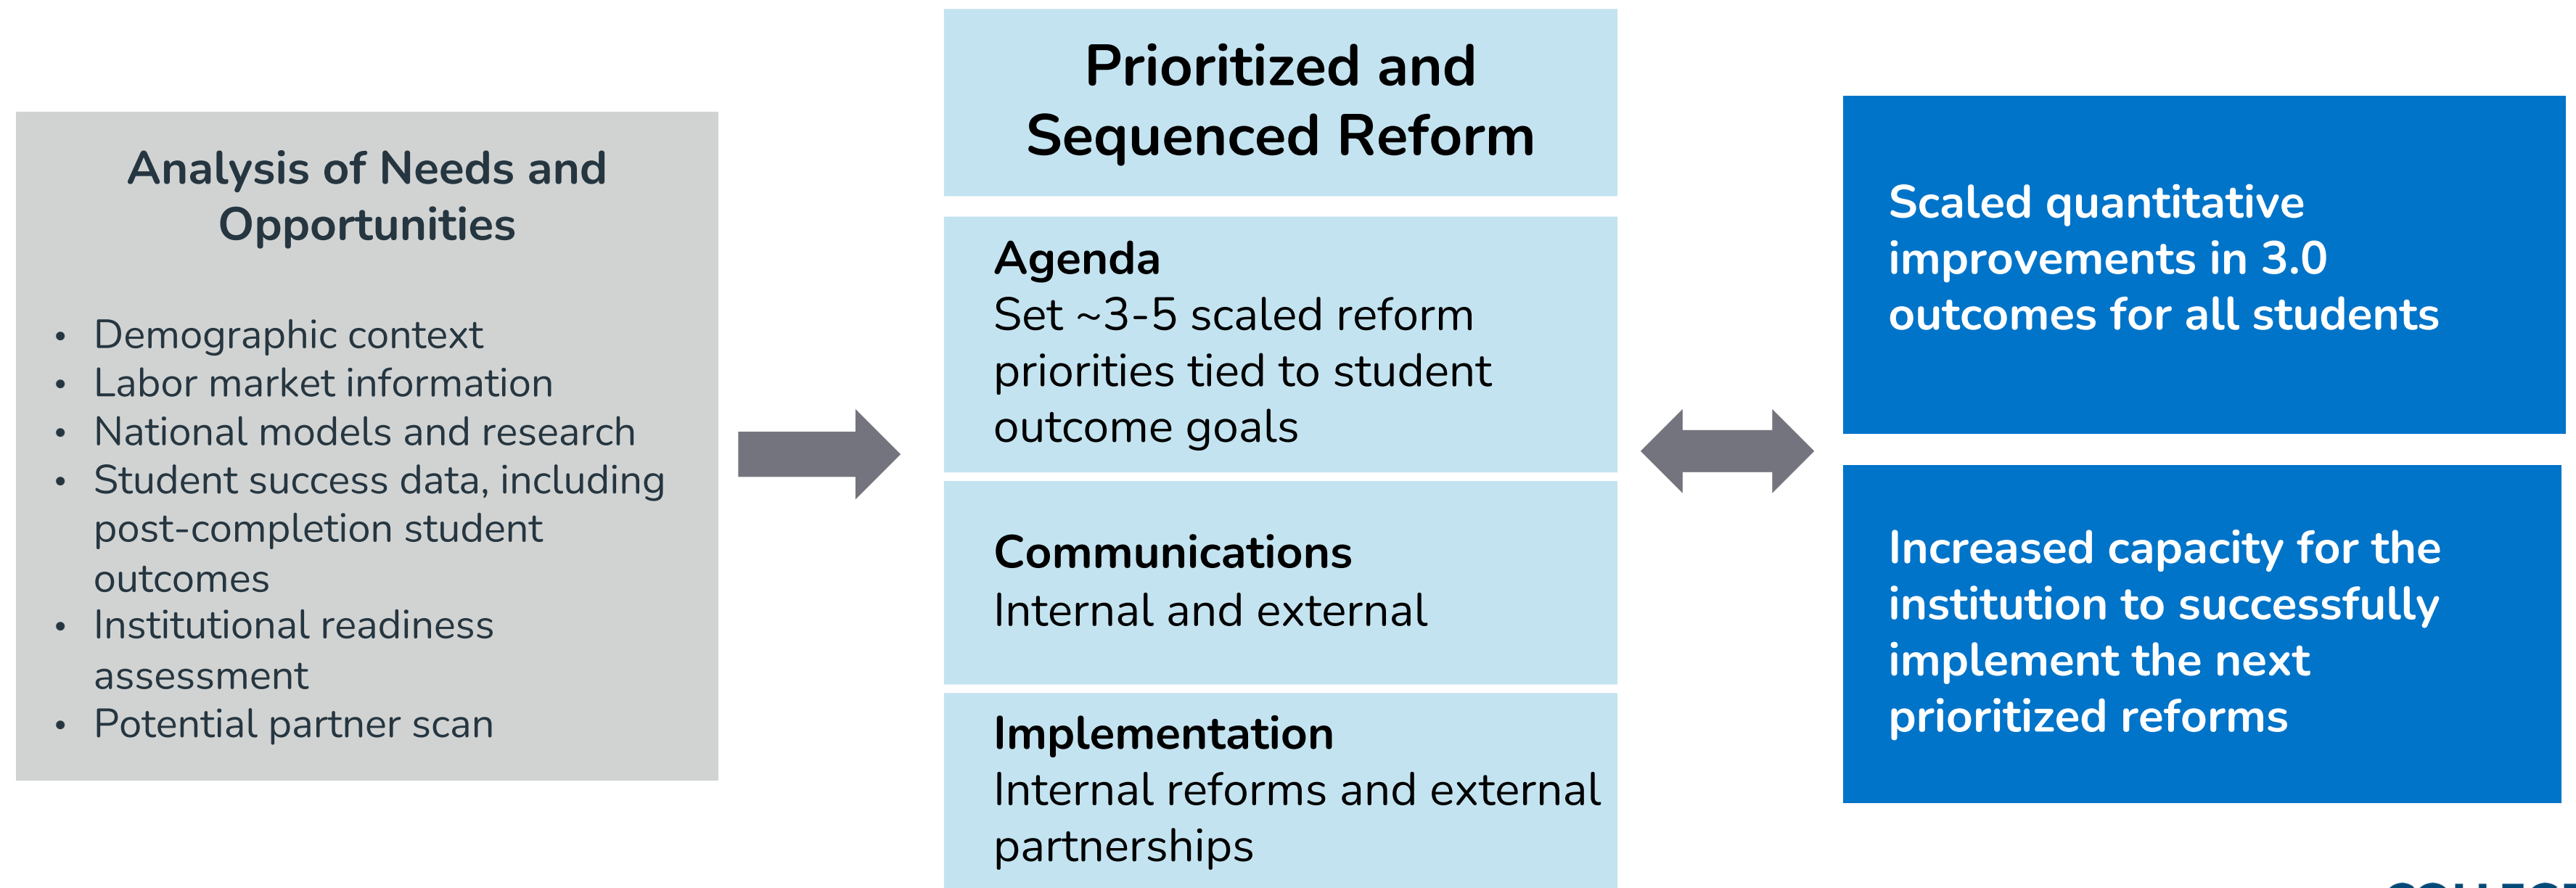 Analysis of Needs and
Opportunities
• Demographic context
• Labor market information
• National models and research
• Student success data, including
post-completion student
outcomes
• Institutional readiness
assessment
• Potential partner scan
Prioritized and
Sequenced Reform
Agenda
Set ~3-5 scaled reform
priorities tied to student
outcome goals
Communications
Internal and external
Implementation
Internal reforms and external
partnerships
Scaled quantitative
improvements in 3.0
outcomes for all students
Increased capacity for the
institution to successfully
implement the next
prioritized reforms